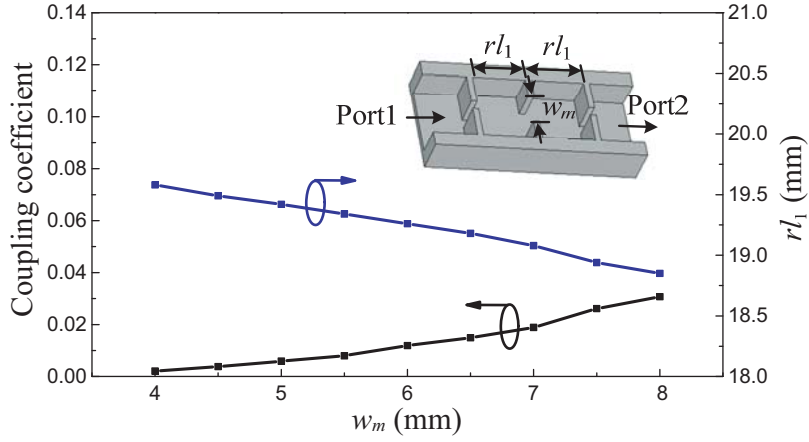 0.14
0.12
0.10
0.08
0.06
0.04
0.02
0.00
Coupling coefficient
21.0
20.5
20.0
19.5
19.0
18.5
18.0
rl₁ (mm)
rl₁ rl₁
wₘ
Port1
Port2
4 5 6 7 8
wₘ (mm)